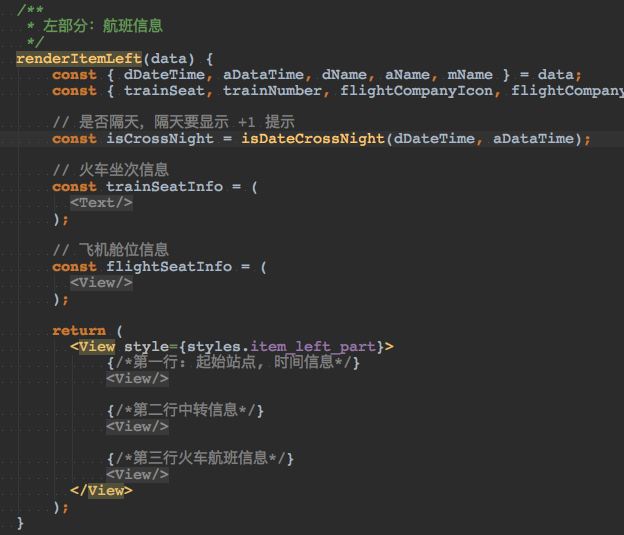 /**
* 左部分：航班信息
*/
renderItemLeft(data) {
const { dDateTime, aDataTime, dName, aName, mName } = data;
const { trainSeat, trainNumber, flightCompanyIcon, flightCompany
// 是否隔天，隔天要显示 +1 提示
const isCrossNight = isDateCrossNight(dDateTime, aDataTime);
// 火车坐次信息
const trainSeatInfo = (
<Text/>
);
// 飞机舱位信息
const flightSeatInfo = (
<View/>
);
return (
<View style={styles.item_left_part}>
{/*第一行：起始站点, 时间信息*/}
<View/>
{/*第二行中转信息*/}
<View/>
{/*第三行火车航班信息*/}
<View/>
</View>
);
}